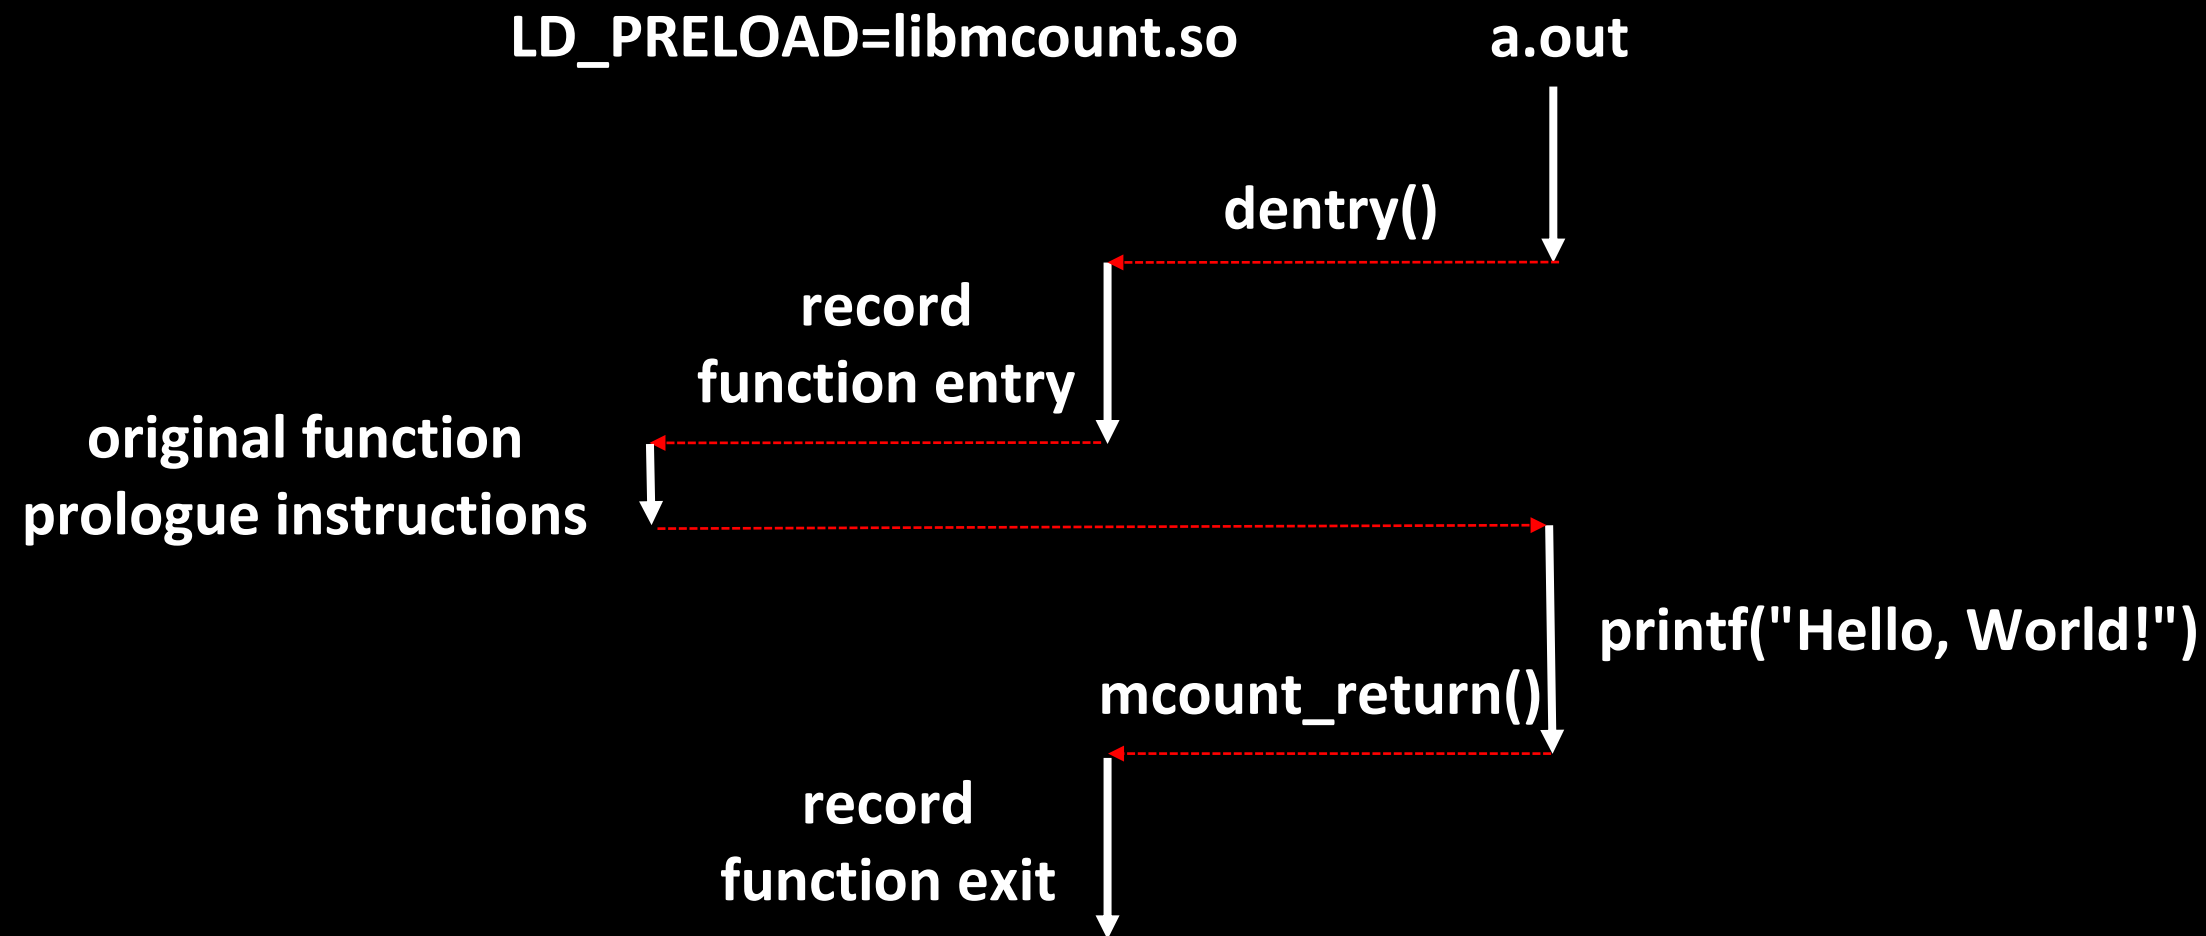 LD_PRELOAD=libmcount.so
a.out
dentry()
record
function entry
original function
prologue instructions
printf("Hello, World!")
mcount_return()
record
function exit